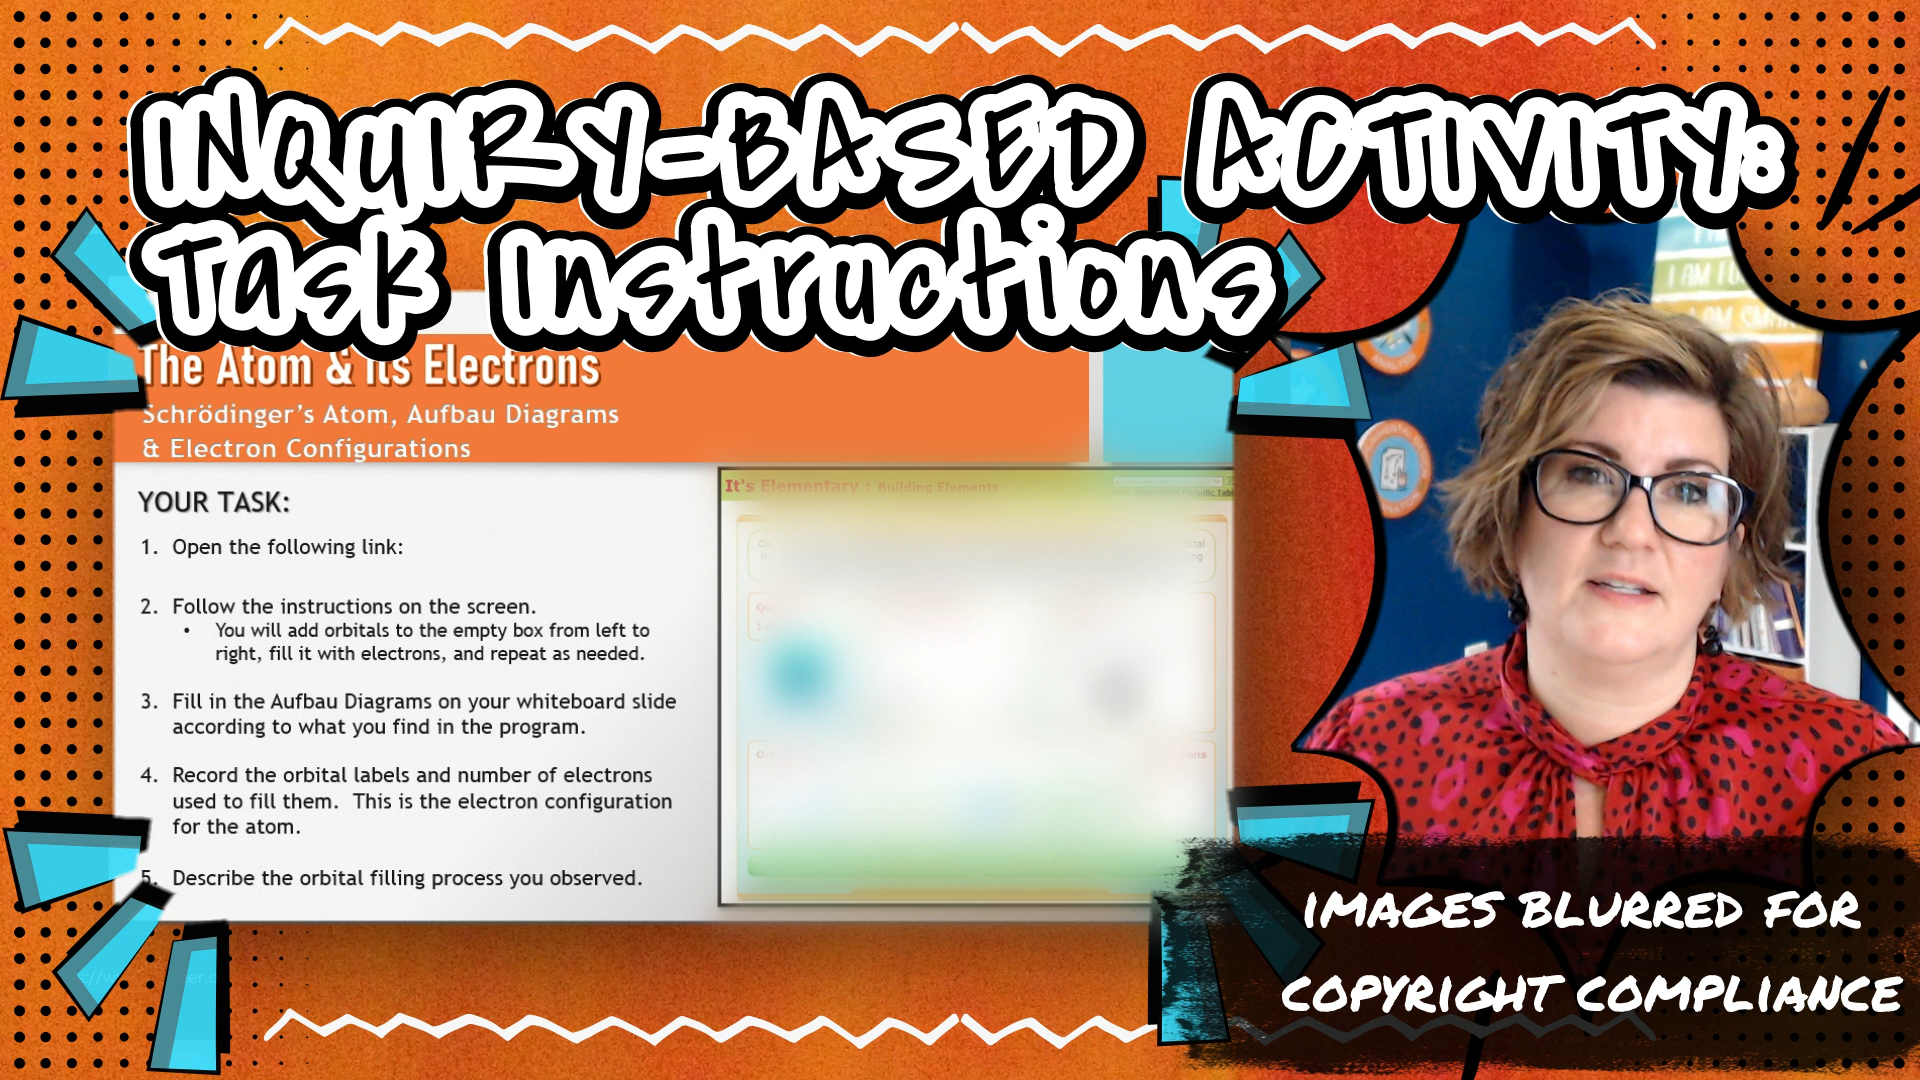 INQUIRY-BASED ACTIVITY:
Task Instructions
The Atom & Its Electrons
Schrödinger's Atom, Aufbau Diagrams
& Electron Configurations
YOUR TASK:
1. Open the following link:
2. Follow the instructions on the screen.
• You will add orbitals to the empty box from left to
right, fill it with electrons, and repeat as needed.
3. Fill in the Aufbau Diagrams on your whiteboard slide
according to what you find in the program.
4. Record the orbital labels and number of electrons
used to fill them. This is the electron configuration
for the atom.
5. Describe the orbital filling process you observed.
It's Elementary : Building Elements
I AM
I AM SMA
ANALYSIS
IMAGES BLURRED FOR
COPYRIGHT COMPLIANCE